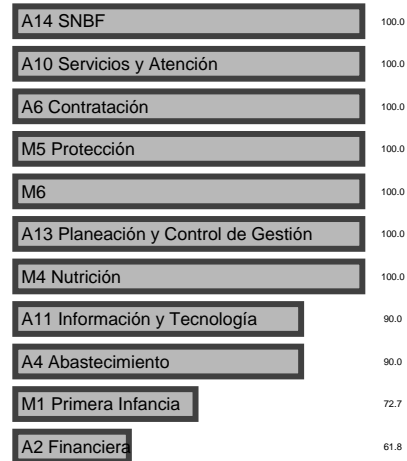 A14 SNBF 100.0
A10 Servicios y Atención 100.0
A6 Contratación 100.0
M5 Protección 100.0
M6 100.0
A13 Planeación y Control de Gestión 100.0
M4 Nutrición 100.0
A11 Información y Tecnología 90.0
A4 Abastecimiento 90.0
M1 Primera Infancia 72.7
A2 Financiera 61.8